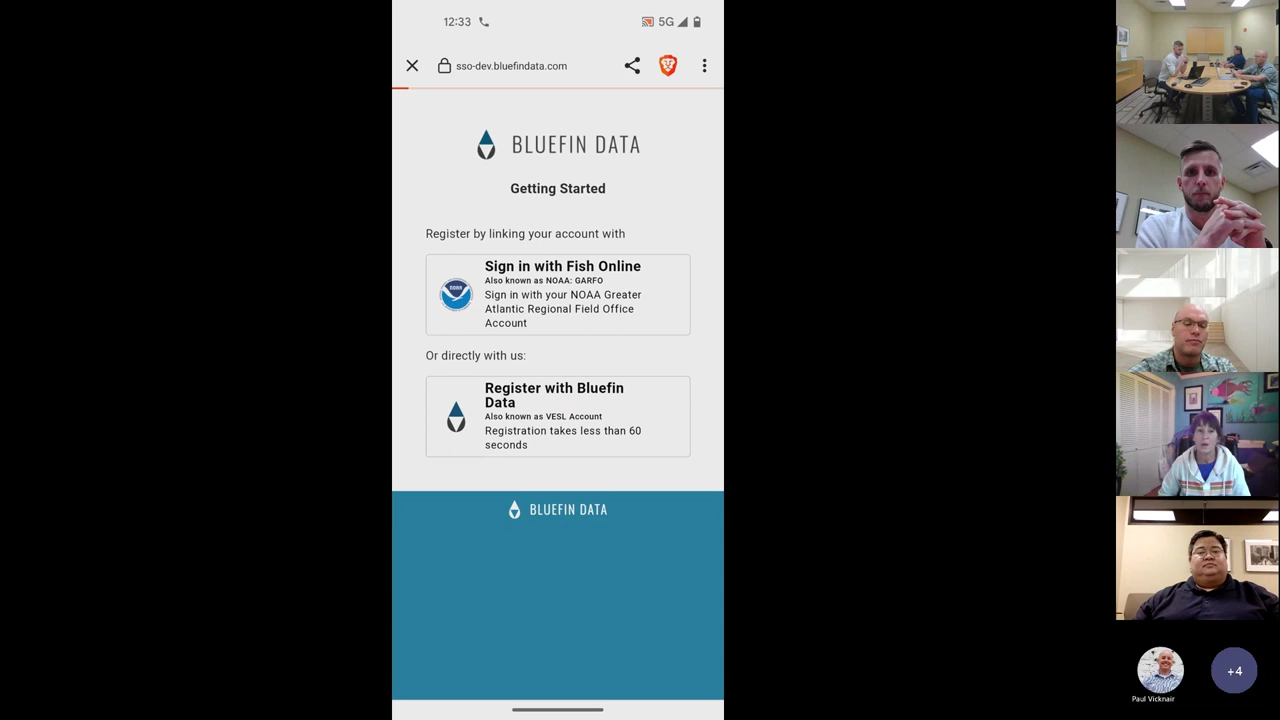 12:33
5G
sso-dev.bluefindata.com
BLUEFIN DATA
Getting Started
Register by linking your account with
Sign in with Fish Online
Also known as NOAA: GARFO
Sign in with your NOAA Greater
Atlantic Regional Field Office
Account
NOAA
Or directly with us:
Register with Bluefin
Data
Also known as VESL Account
Registration takes less than 60
seconds
BLUEFIN DATA
+4
Paul Vicknair